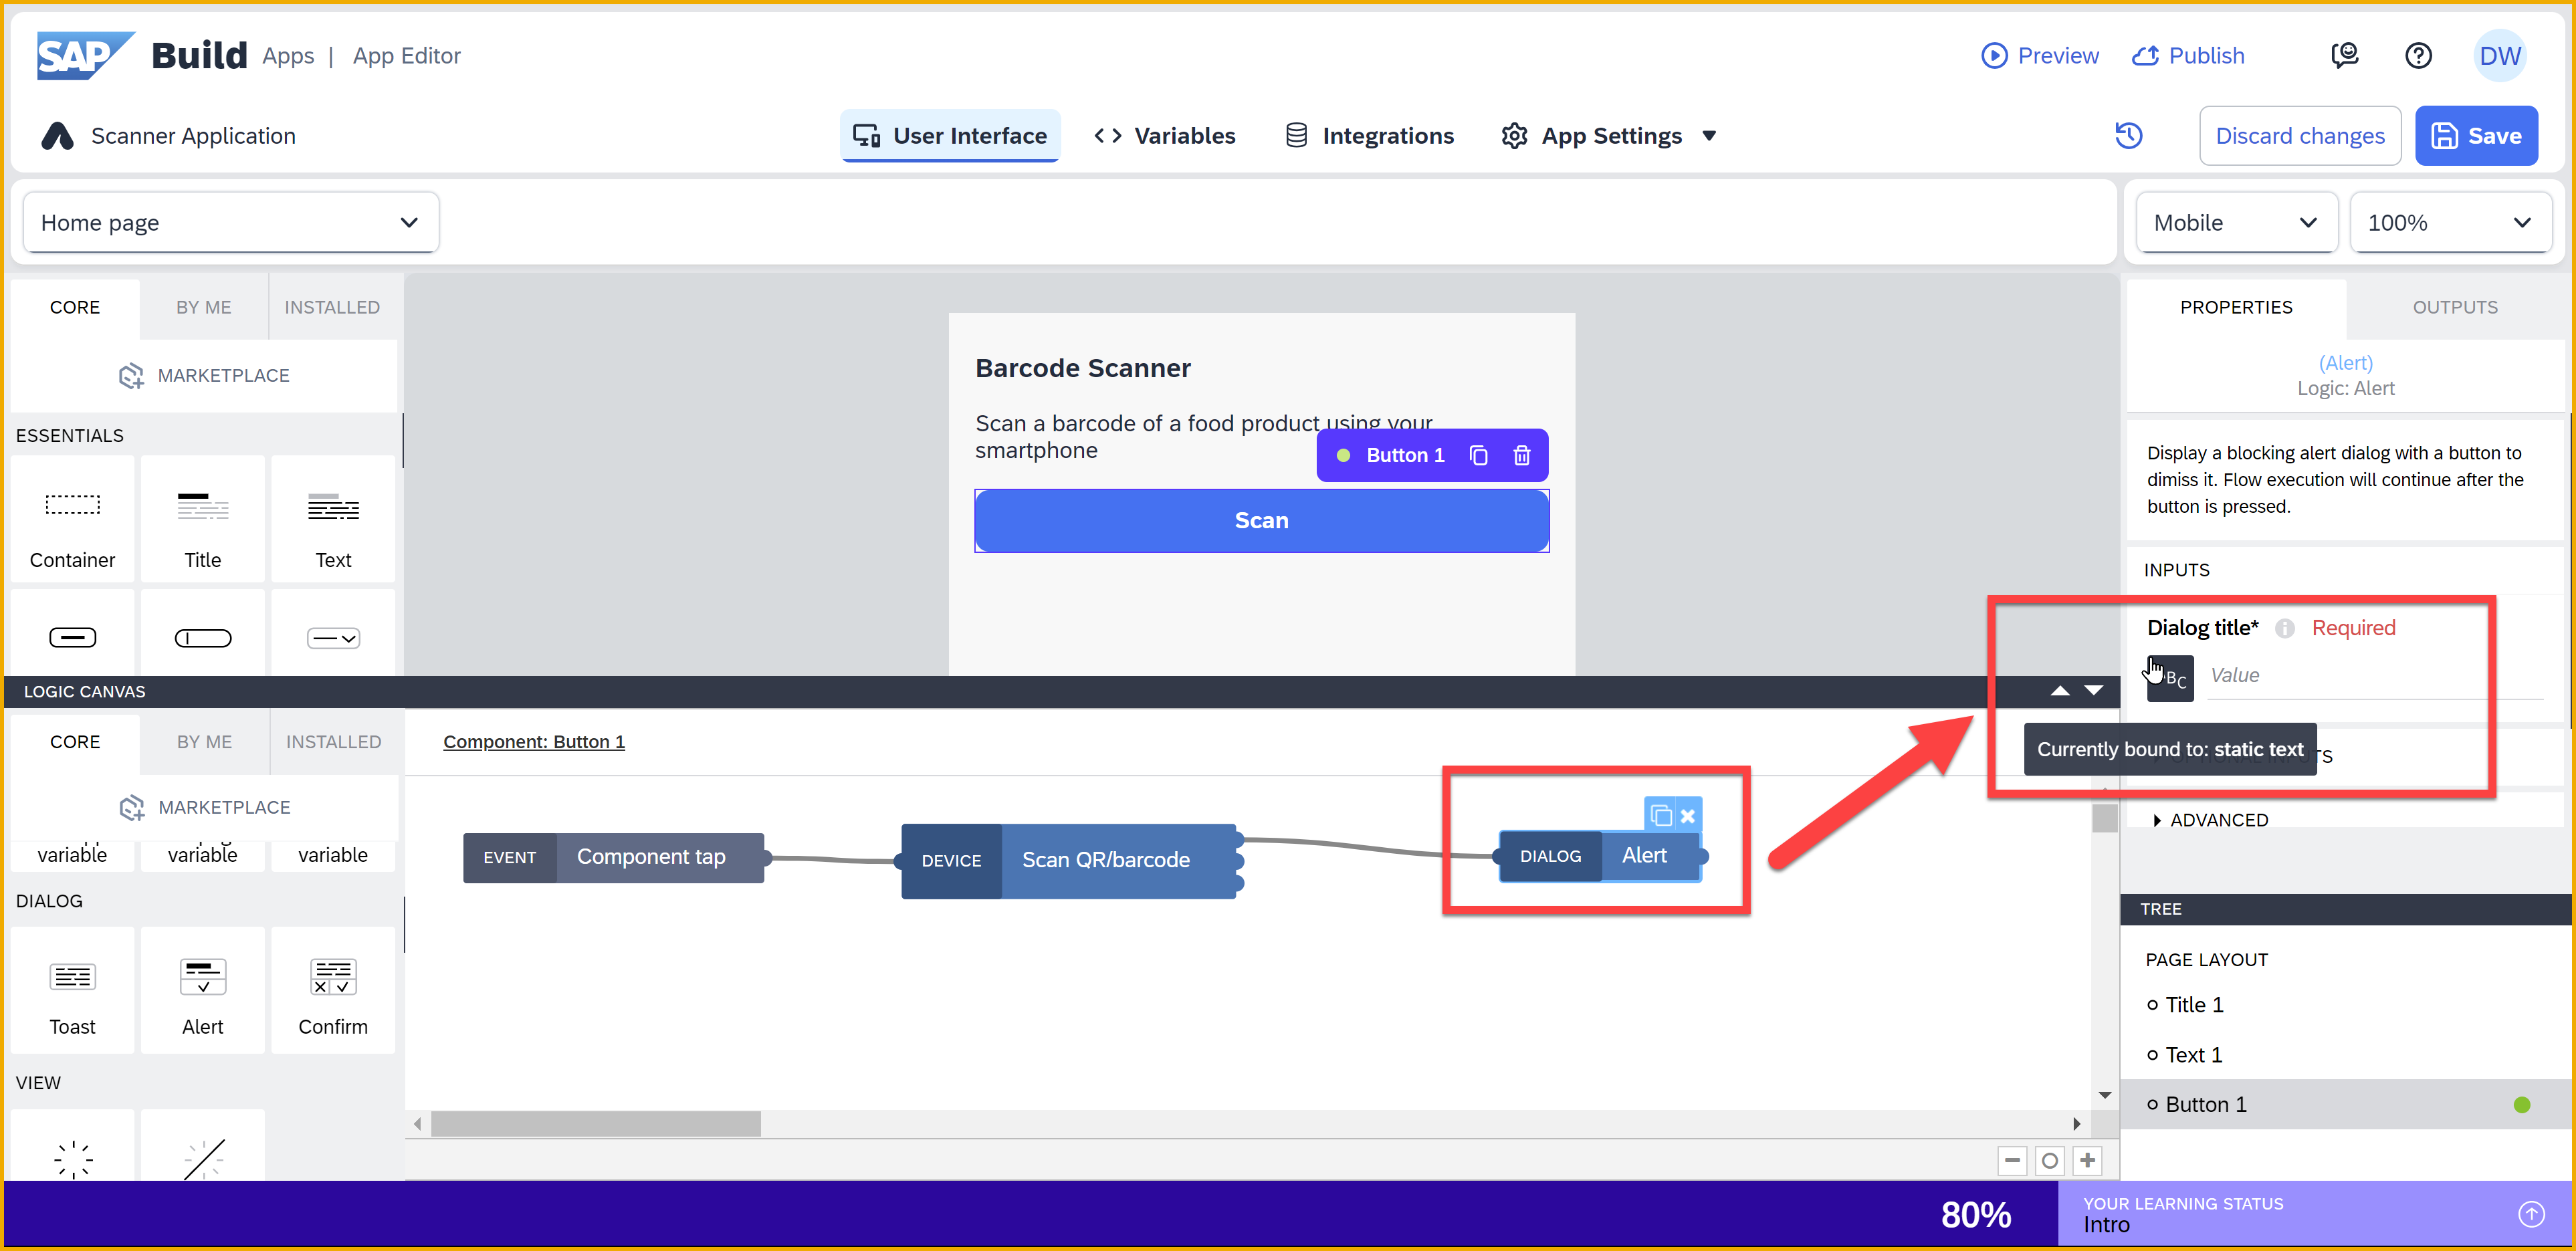 SAP Build Apps | App Editor
Preview Publish DW
Scanner Application
User Interface Variables Integrations App Settings
Discard changes Save
Home page
Mobile 100%
CORE BY ME INSTALLED
MARKETPLACE
ESSENTIALS
Container Title Text
Barcode Scanner
Scan a barcode of a food product using your
smartphone
Button 1
Scan
PROPERTIES OUTPUTS
(Alert)
Logic: Alert
Display a blocking alert dialog with a button to
dimiss it. Flow execution will continue after the
button is pressed.
INPUTS
Dialog title* Required
BC Value
Currently bound to: static text
ADVANCED
LOGIC CANVAS
CORE BY ME INSTALLED
MARKETPLACE
variable variable variable
DIALOG
Toast Alert Confirm
VIEW
Component: Button 1
EVENT Component tap
DEVICE Scan QR/barcode
DIALOG Alert
TREE
PAGE LAYOUT
Title 1
Text 1
Button 1
80%
YOUR LEARNING STATUS
Intro